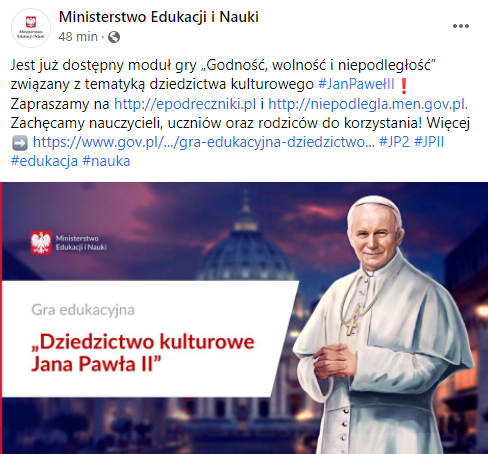 Ministerstwo Edukacji i Nauki
48 min ·
Jest już dostępny moduł gry „Godność, wolność i niepodległość”
związany z tematyką dziedzictwa kulturowego #JanPawełII❗
Zapraszamy na http://epodreczniki.pl i http://niepodlegla.men.gov.pl.
Zachęcamy nauczycieli, uczniów oraz rodziców do korzystania! Więcej
➡️ https://www.gov.pl/.../gra-edukacyjna-dziedzictwo... #JP2 #JPII
#edukacja #nauka
Ministerstwo
Edukacji i Nauki
Gra edukacyjna
„Dziedzictwo kulturowe
Jana Pawła II”